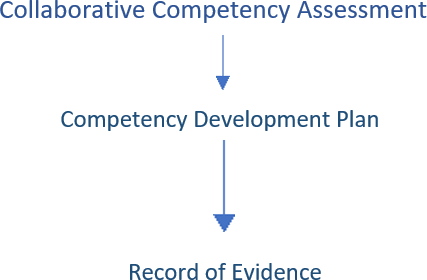 Collaborative Competency Assessment
Competency Development Plan
Record of Evidence